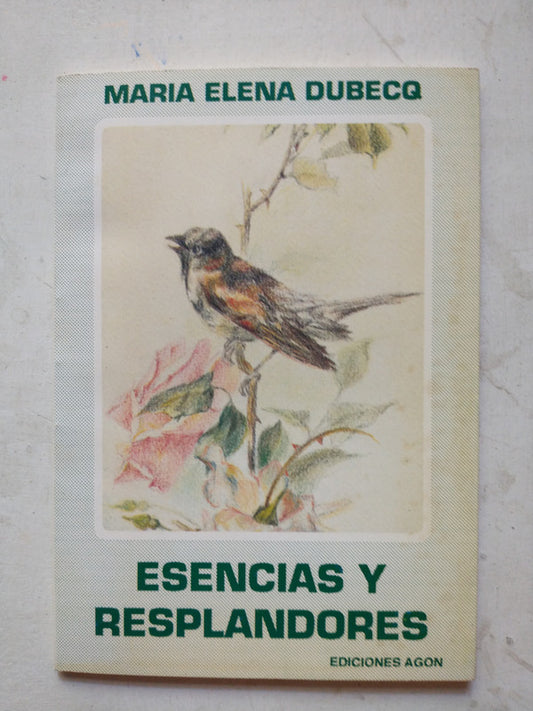 MARIA ELENA DUBECQ
ESENCIAS Y
RESPLANDORES
EDICIONES AGON